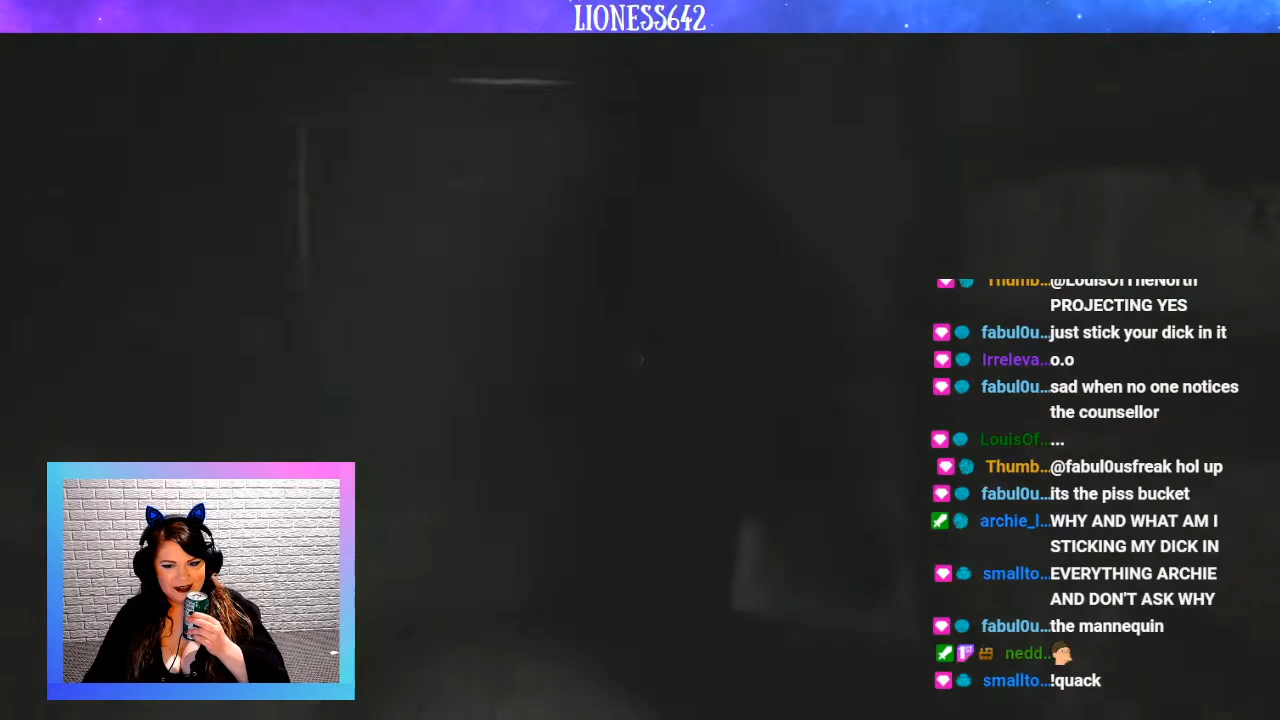 LIONESS642
Thumb...@LouisOfTheNorth
PROJECTING YES
fabul0u...just stick your dick in it
Irreleva...o.o
fabul0u...sad when no one notices
the counsellor
LouisOf......
Thumb...@fabul0usfreak hol up
fabul0u...its the piss bucket
archie_l...WHY AND WHAT AM I
STICKING MY DICK IN
smallto...EVERYTHING ARCHIE
AND DON'T ASK WHY
fabul0u...the mannequin
nedd...
smallto...!quack